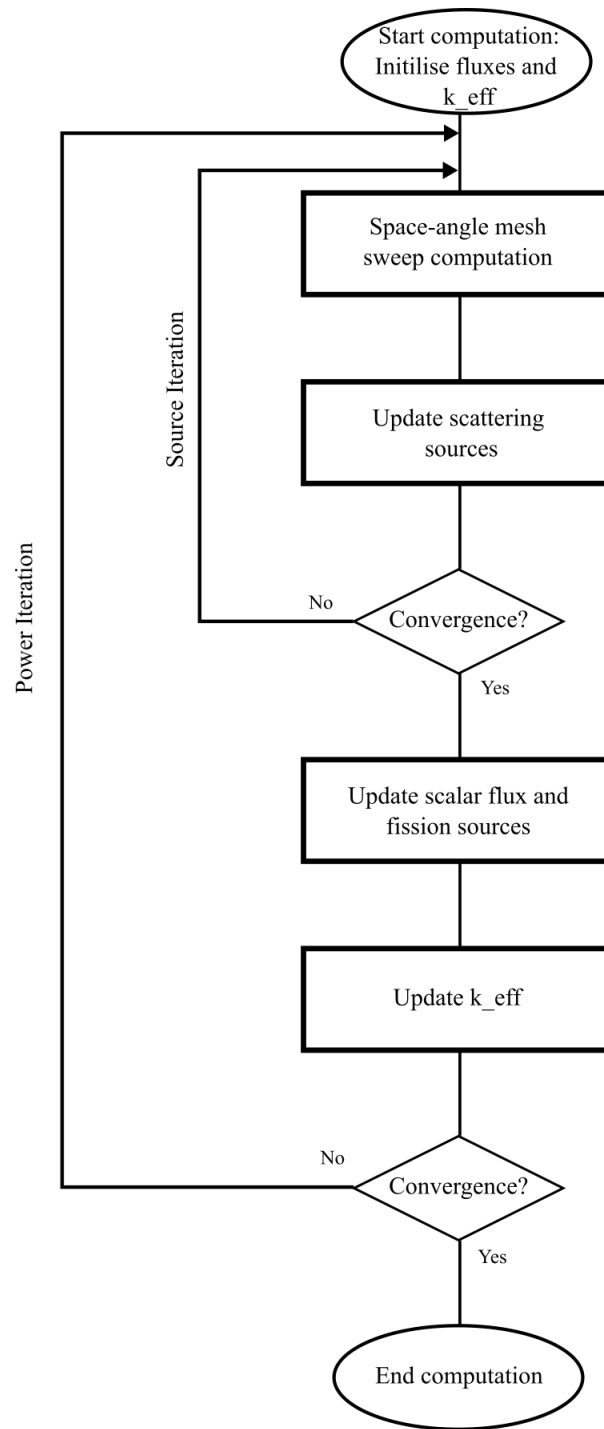 Start computation:
Initilise fluxes and
k_eff
Space-angle mesh
sweep computation
Source Iteration
Update scattering
sources
Power Iteration
No
Convergence?
Yes
Update scalar flux and
fission sources
Update k_eff
No
Convergence?
Yes
End computation